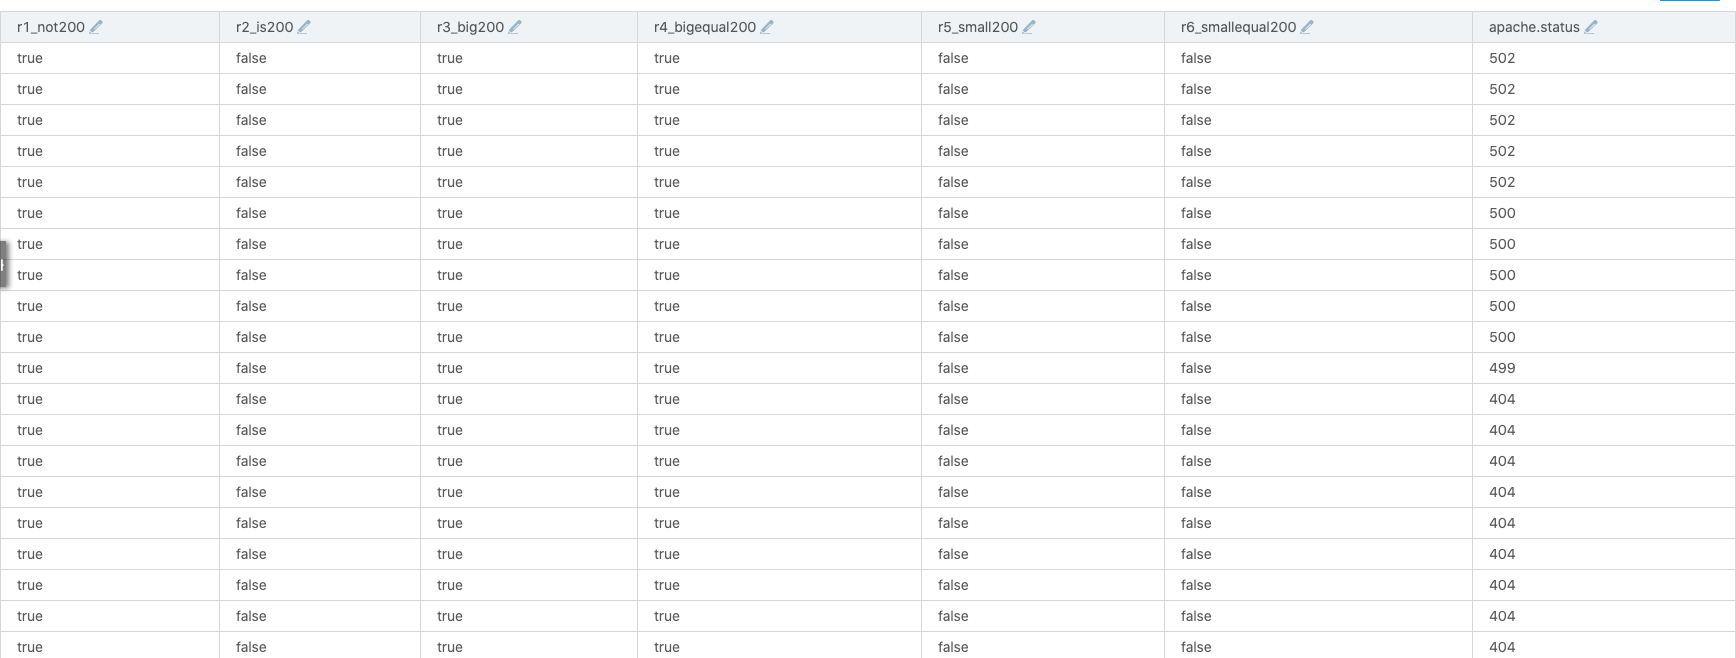 r1_not200 r2_is200 r3_big200 r4_bigequal200 r5_small200 r6_smallequal200 apache.status
true false true true false false 502
true false true true false false 502
true false true true false false 502
true false true true false false 502
true false true true false false 502
true false true true false false 500
true false true true false false 500
true false true true false false 500
true false true true false false 500
true false true true false false 500
true false true true false false 499
true false true true false false 404
true false true true false false 404
true false true true false false 404
true false true true false false 404
true false true true false false 404
true false true true false false 404
true false true true false false 404
true false true true false false 404
true false true true false false 404